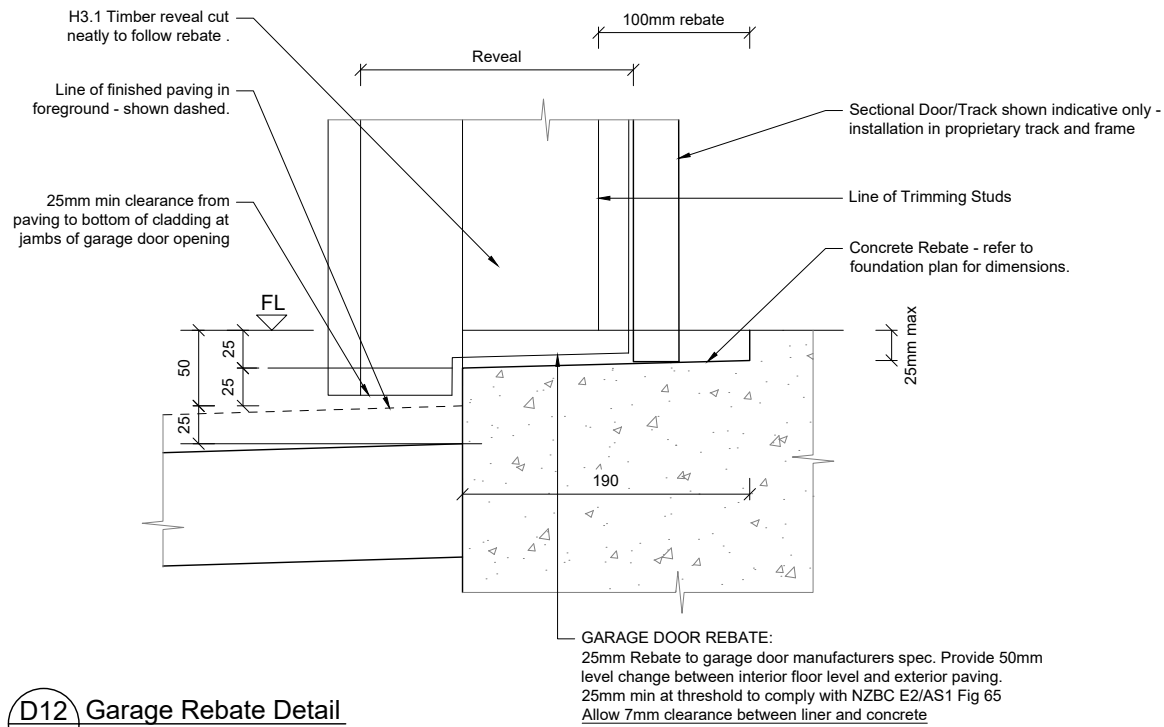 H3.1 Timber reveal cut
neatly to follow rebate .
100mm rebate
Reveal
Line of finished paving in
foreground - shown dashed.
Sectional Door/Track shown indicative only -
installation in proprietary track and frame
25mm min clearance from
paving to bottom of cladding at
jambs of garage door opening
Line of Trimming Studs
Concrete Rebate - refer to
foundation plan for dimensions.
FL
50
25
25
25
25mm max
190
GARAGE DOOR REBATE:
25mm Rebate to garage door manufacturers spec. Provide 50mm
level change between interior floor level and exterior paving.
25mm min at threshold to comply with NZBC E2/AS1 Fig 65
Allow 7mm clearance between liner and concrete
D12 Garage Rebate Detail